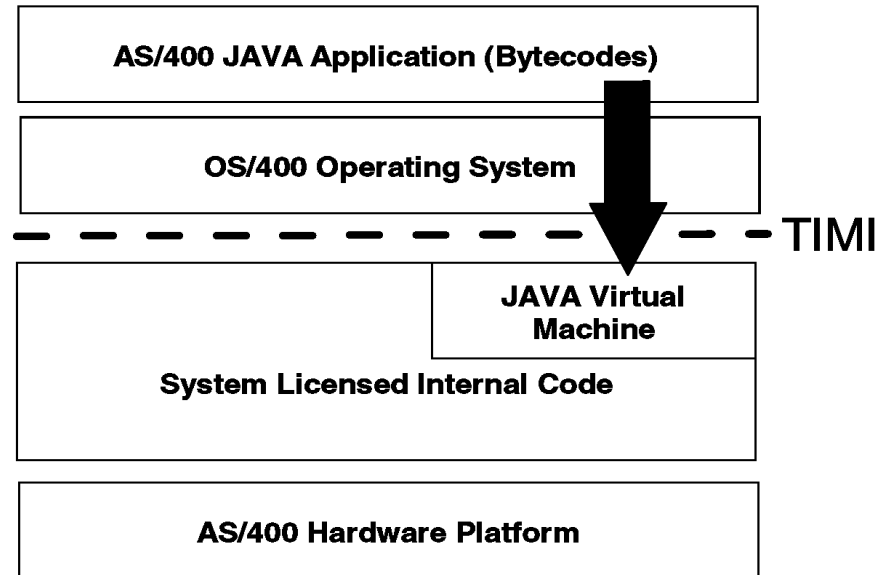 AS/400 JAVA Application (Bytecodes)
OS/400 Operating System
TIMI
JAVA Virtual
Machine
System Licensed Internal Code
AS/400 Hardware Platform